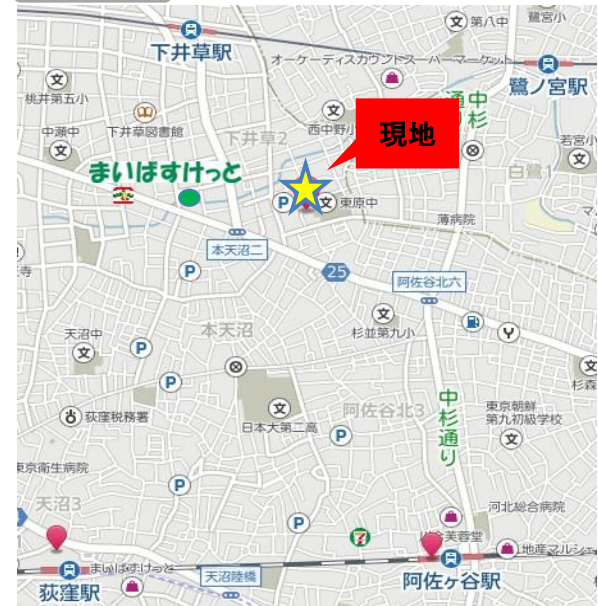 第八中
鷺宮小
下井草駅
オーケーディスカウントスーパーマーケット
鷺ノ宮駅
桃井第五小
中杉
通り
中瀬中
下井草図書館
下井草2
西中野小
現地
若宮小
まいばすけっと
白鷺1
東原中
薄病院
本天沼二
25
阿佐谷北六
本天沼
杉並第九小
天沼中
杉森
阿佐谷北3
中杉通り
東京朝鮮
第九初級学校
荻窪税務署
日本大第二高
東京衛生病院
天沼3
河北総合病院
地産マルシェ
まいばすけっと
荻窪駅
天沼陸橋
阿佐ヶ谷駅